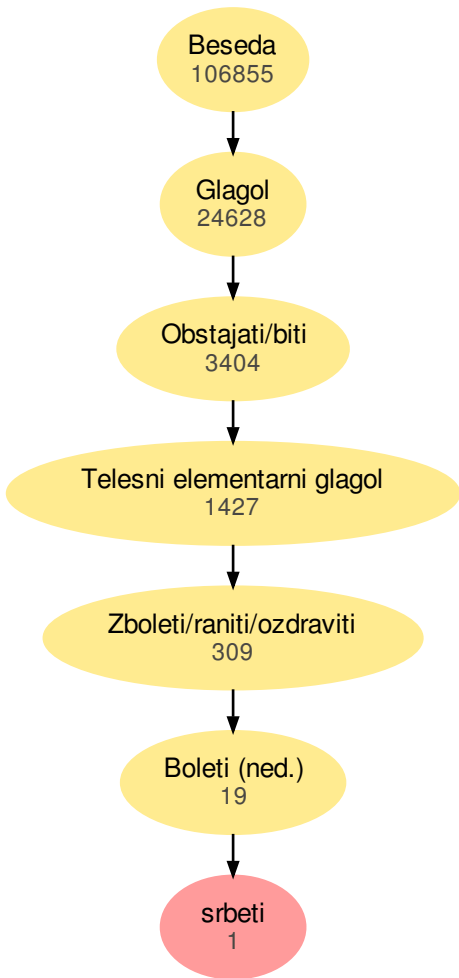 Beseda
106855
Glagol
24628
Obstajati/biti
3404
Telesni elementarni glagol
1427
Zboleti/raniti/ozdraviti
309
Boleti (ned.)
19
srbeti
1